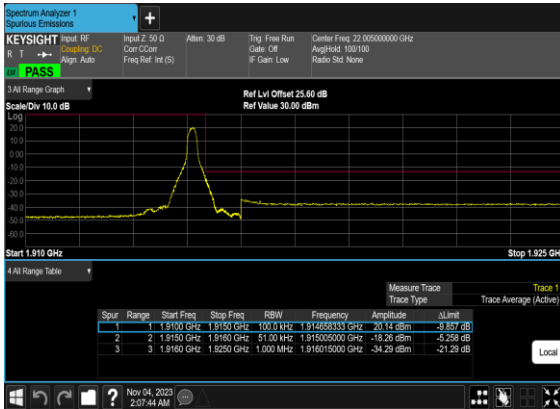 Spectrum Analyzer 1
Spurious Emissions
+
KEYSIGHT Input: RF Input Z: 50 Ω Atten: 30 dB Trig: Free Run Center Freq: 22.005000000 GHz
R T Coupling: DC Corr CCorr Gate: Off Avg|Hold: 100/100
Align: Auto Freq Ref: Int (S) IF Gain: Low Radio Std: None
PASS
3 All Range Graph
Scale/Div 10.0 dB Ref Lvl Offset 25.60 dB
Ref Value 30.00 dBm
Log
20.0
10.0
0.00
-10.0
-20.0
-30.0
-40.0
-50.0
-60.0
Start 1.910 GHz Stop 1.925 GH
4 All Range Table
Measure Trace Trace 1
Trace Type Trace Average (Active)
Spur Range Start Freq Stop Freq RBW Frequency Amplitude ΔLimit
1 1 1.9100 GHz 1.9150 GHz 100.0 kHz 1.914658333 GHz 20.14 dBm -9.857 dB
2 2 1.9150 GHz 1.9160 GHz 51.00 kHz 1.915005000 GHz -18.26 dBm -5.258 dB
3 3 1.9160 GHz 1.9250 GHz 1.000 MHz 1.916015000 GHz -34.29 dBm -21.29 dB
Local
? Nov 04, 2023
2:07:44 AM